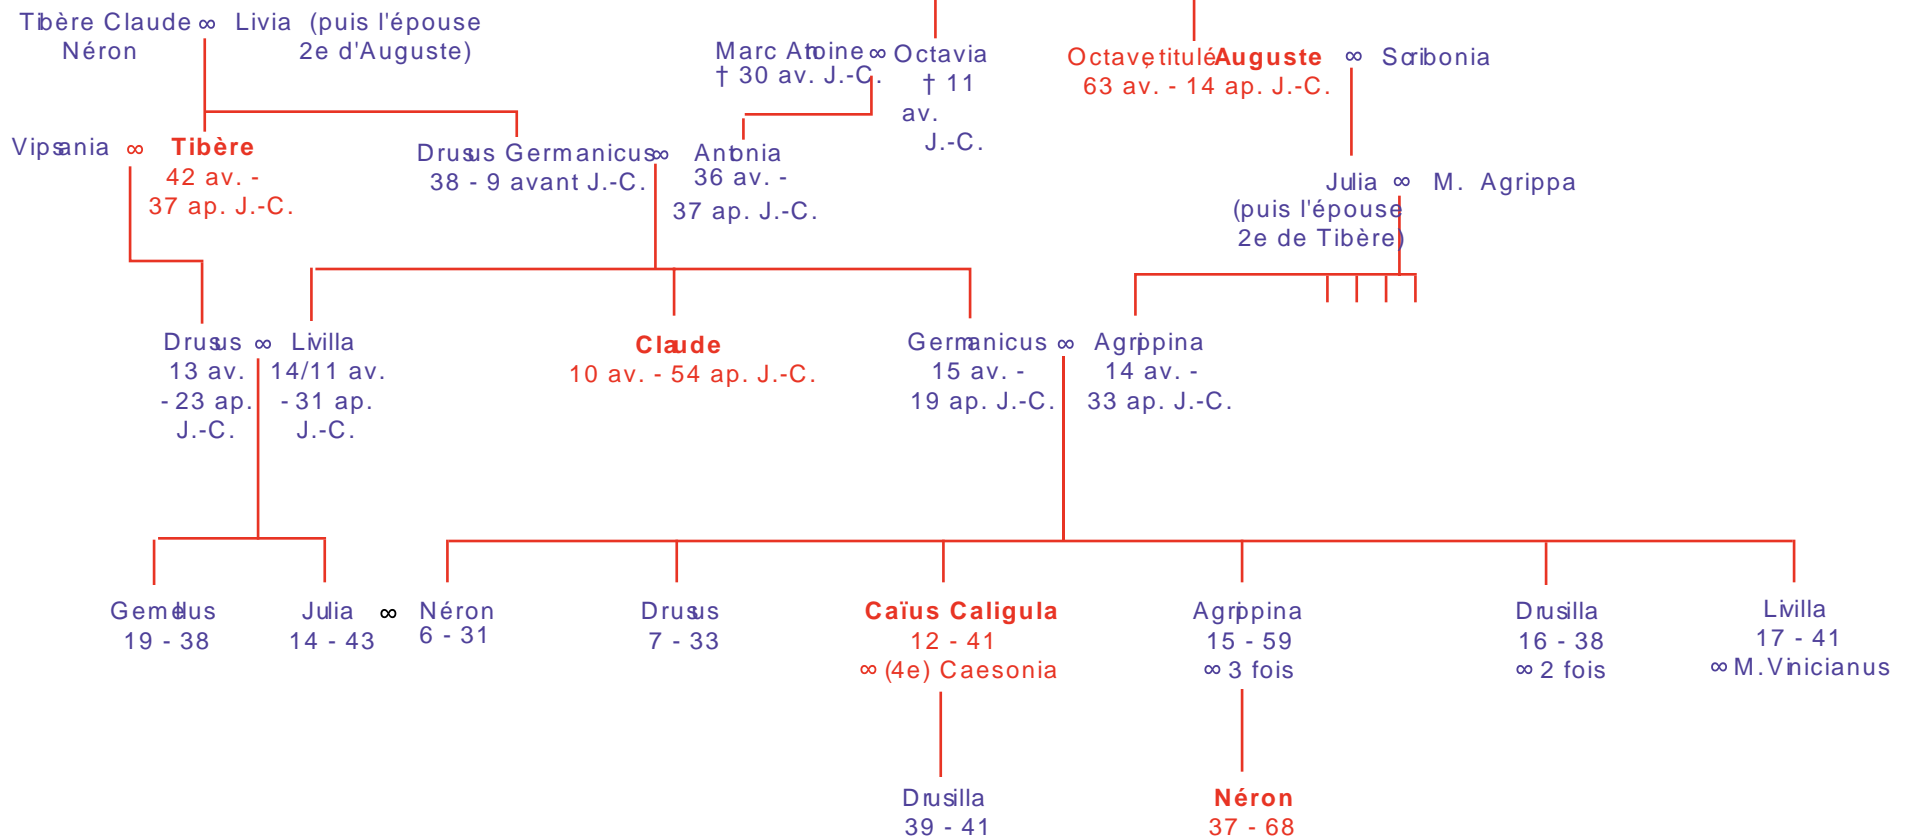 Tibère Claude ∞ Livia (puis l'épouse
Néron 2e d'Auguste)
Marc Antoine ∞ Octavia
† 30 av. J.-C. † 11
av.
J.-C.
Octave, titulé Auguste ∞ Scribonia
63 av. - 14 ap. J.-C.
Vipsania ∞ Tibère
42 av. -
37 ap. J.-C.
Drusus Germanicus ∞ Antonia
38 - 9 avant J.-C. 36 av. -
37 ap. J.-C.
Julia ∞ M. Agrippa
(puis l'épouse
2e de Tibère)
Drusus ∞ Livilla
13 av. 14/11 av.
- 23 ap. - 31 ap.
J.-C. J.-C.
Claude
10 av. - 54 ap. J.-C.
Germanicus ∞ Agrippina
15 av. - 14 av. -
19 ap. J.-C. 33 ap. J.-C.
Gemellus
19 - 38
Julia ∞ Néron
14 - 43 6 - 31
Drusus
7 - 33
Caïus Caligula
12 - 41
∞ (4e) Caesonia
Agrippina
15 - 59
∞ 3 fois
Drusilla
16 - 38
∞ 2 fois
Livilla
17 - 41
∞ M. Vinicianus
Drusilla
39 - 41
Néron
37 - 68